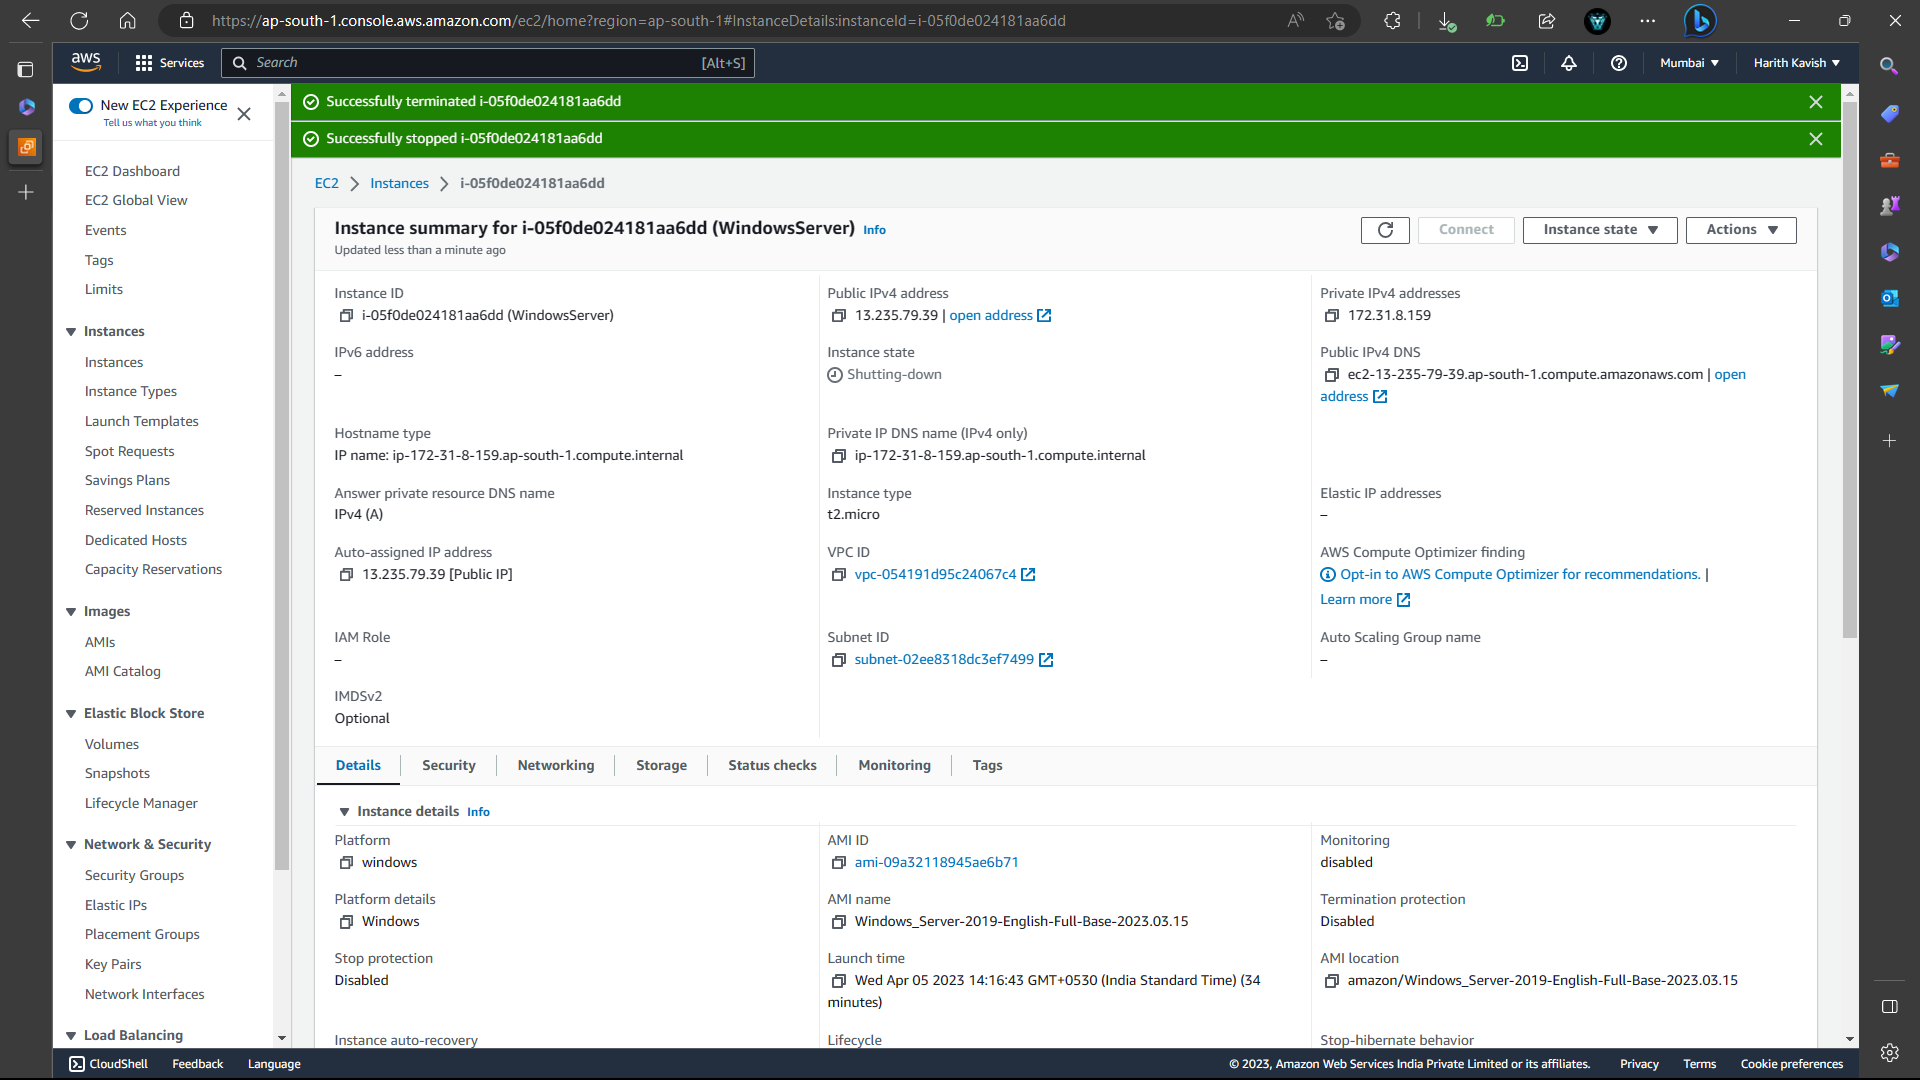 https://ap-south-1.console.aws.amazon.com/ec2/home?region=ap-south-1#InstanceDetails:instanceId=i-05f0de024181aa6dd
aws
Services
Search
[Alt+S]
Mumbai
Harith Kavish
New EC2 Experience
Tell us what you think
EC2 Dashboard
EC2 Global View
Events
Tags
Limits
Instances
Instances
Instance Types
Launch Templates
Spot Requests
Savings Plans
Reserved Instances
Dedicated Hosts
Capacity Reservations
Images
AMIs
AMI Catalog
Elastic Block Store
Volumes
Snapshots
Lifecycle Manager
Network & Security
Security Groups
Elastic IPs
Placement Groups
Key Pairs
Network Interfaces
Load Balancing
Successfully terminated i-05f0de024181aa6dd
Successfully stopped i-05f0de024181aa6dd
EC2
Instances
i-05f0de024181aa6dd
Instance summary for i-05f0de024181aa6dd (WindowsServer) Info
Updated less than a minute ago
Connect
Instance state
Actions
Instance ID
i-05f0de024181aa6dd (WindowsServer)
Public IPv4 address
13.235.79.39 | open address
Private IPv4 addresses
172.31.8.159
IPv6 address
–
Instance state
Shutting-down
Public IPv4 DNS
ec2-13-235-79-39.ap-south-1.compute.amazonaws.com | open
address
Hostname type
IP name: ip-172-31-8-159.ap-south-1.compute.internal
Private IP DNS name (IPv4 only)
ip-172-31-8-159.ap-south-1.compute.internal
Answer private resource DNS name
IPv4 (A)
Instance type
t2.micro
Elastic IP addresses
–
Auto-assigned IP address
13.235.79.39 [Public IP]
VPC ID
vpc-054191d95c24067c4
AWS Compute Optimizer finding
Opt-in to AWS Compute Optimizer for recommendations. |
Learn more
IAM Role
–
Subnet ID
subnet-02ee8318dc3ef7499
Auto Scaling Group name
–
IMDSv2
Optional
Details
Security
Networking
Storage
Status checks
Monitoring
Tags
Instance details Info
Platform
windows
AMI ID
ami-09a32118945ae6b71
Monitoring
disabled
Platform details
Windows
AMI name
Windows_Server-2019-English-Full-Base-2023.03.15
Termination protection
Disabled
Stop protection
Disabled
Launch time
Wed Apr 05 2023 14:16:43 GMT+0530 (India Standard Time) (34
minutes)
AMI location
amazon/Windows_Server-2019-English-Full-Base-2023.03.15
Instance auto-recovery
Lifecycle
Stop-hibernate behavior
CloudShell
Feedback
Language
© 2023, Amazon Web Services India Private Limited or its affiliates.
Privacy
Terms
Cookie preferences